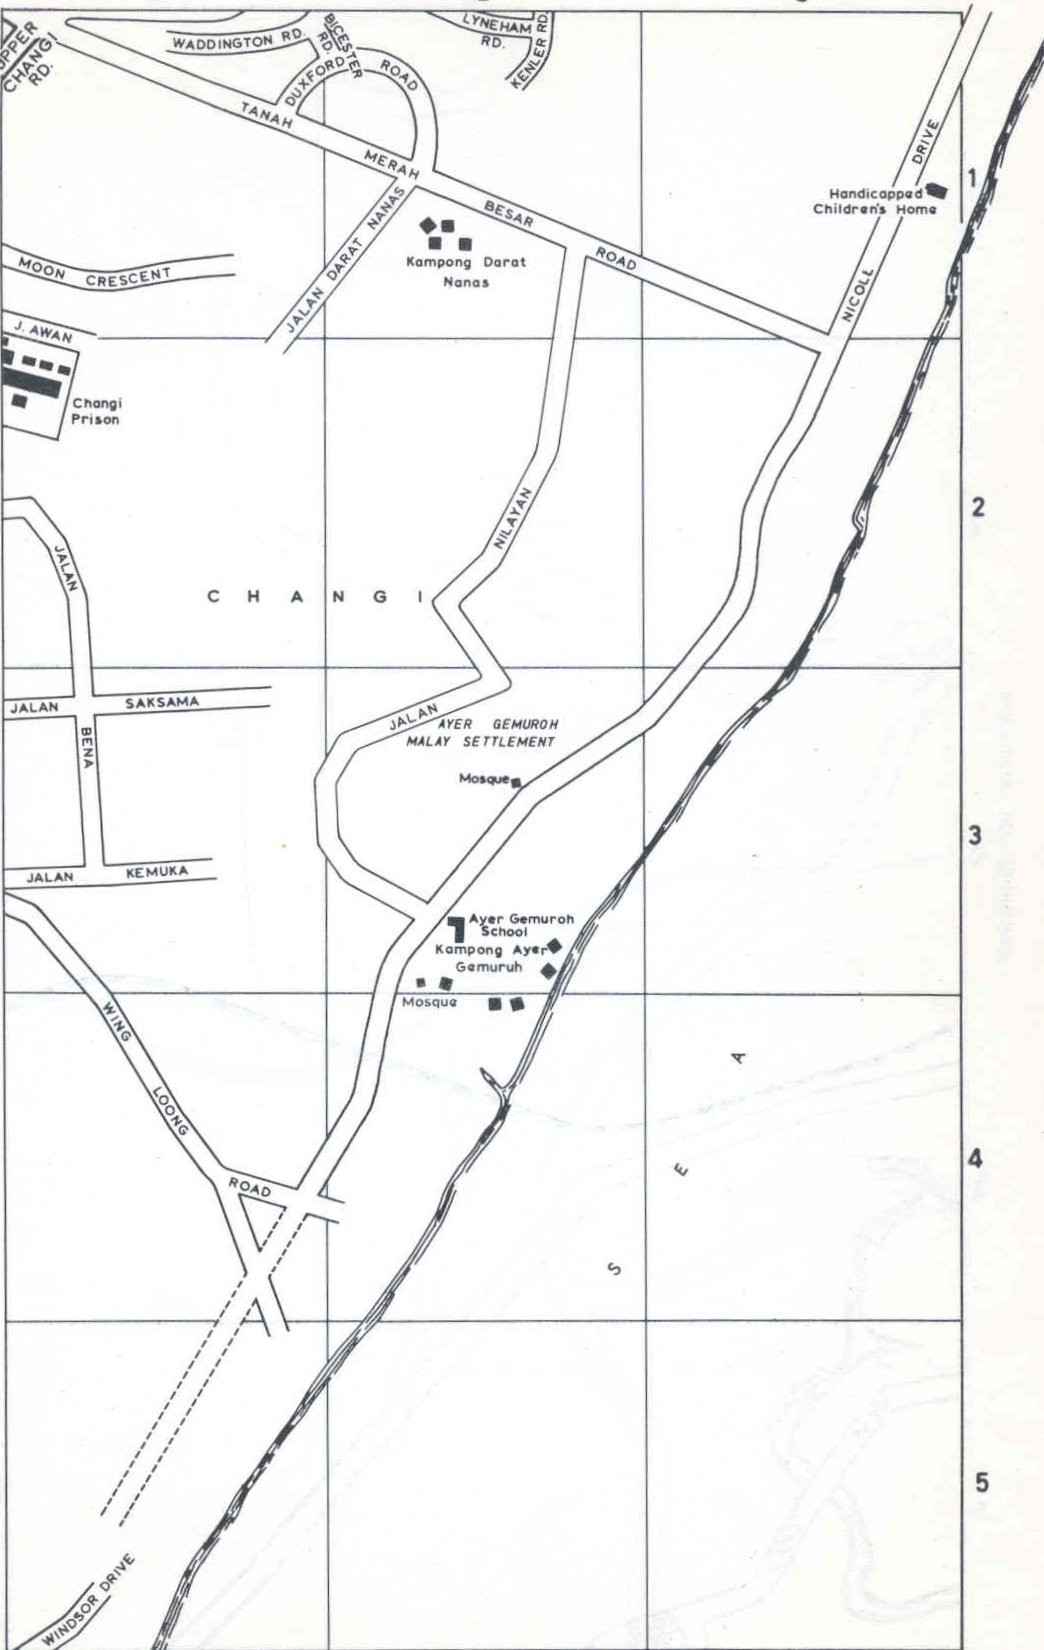 UPPER
CHANGI
RD.
WADDINGTON RD.
BICESTER
RD.
DUXFORD
ROAD
LYNEHAM
RD.
KENLER RD.
TANAH
MERAH
BESAR
ROAD
DRIVE
NICOLL
1
Handicapped
Children's Home
JALAN DARAT NANAS
Kampong Darat
Nanas
MOON
CRESCENT
J. AWAN
Changi
Prison
2
NILAYAN
JALAN
CHANGI
JALAN
SAKSAMA
BENA
JALAN
AYER GEMUROH
MALAY SETTLEMENT
Mosque
3
JALAN
KEMUKA
Ayer Gemuroh
School
Kampong Ayer
Gemuruh
Mosque
WING
LOONG
ROAD
SEA
4
5
WINDSOR DRIVE